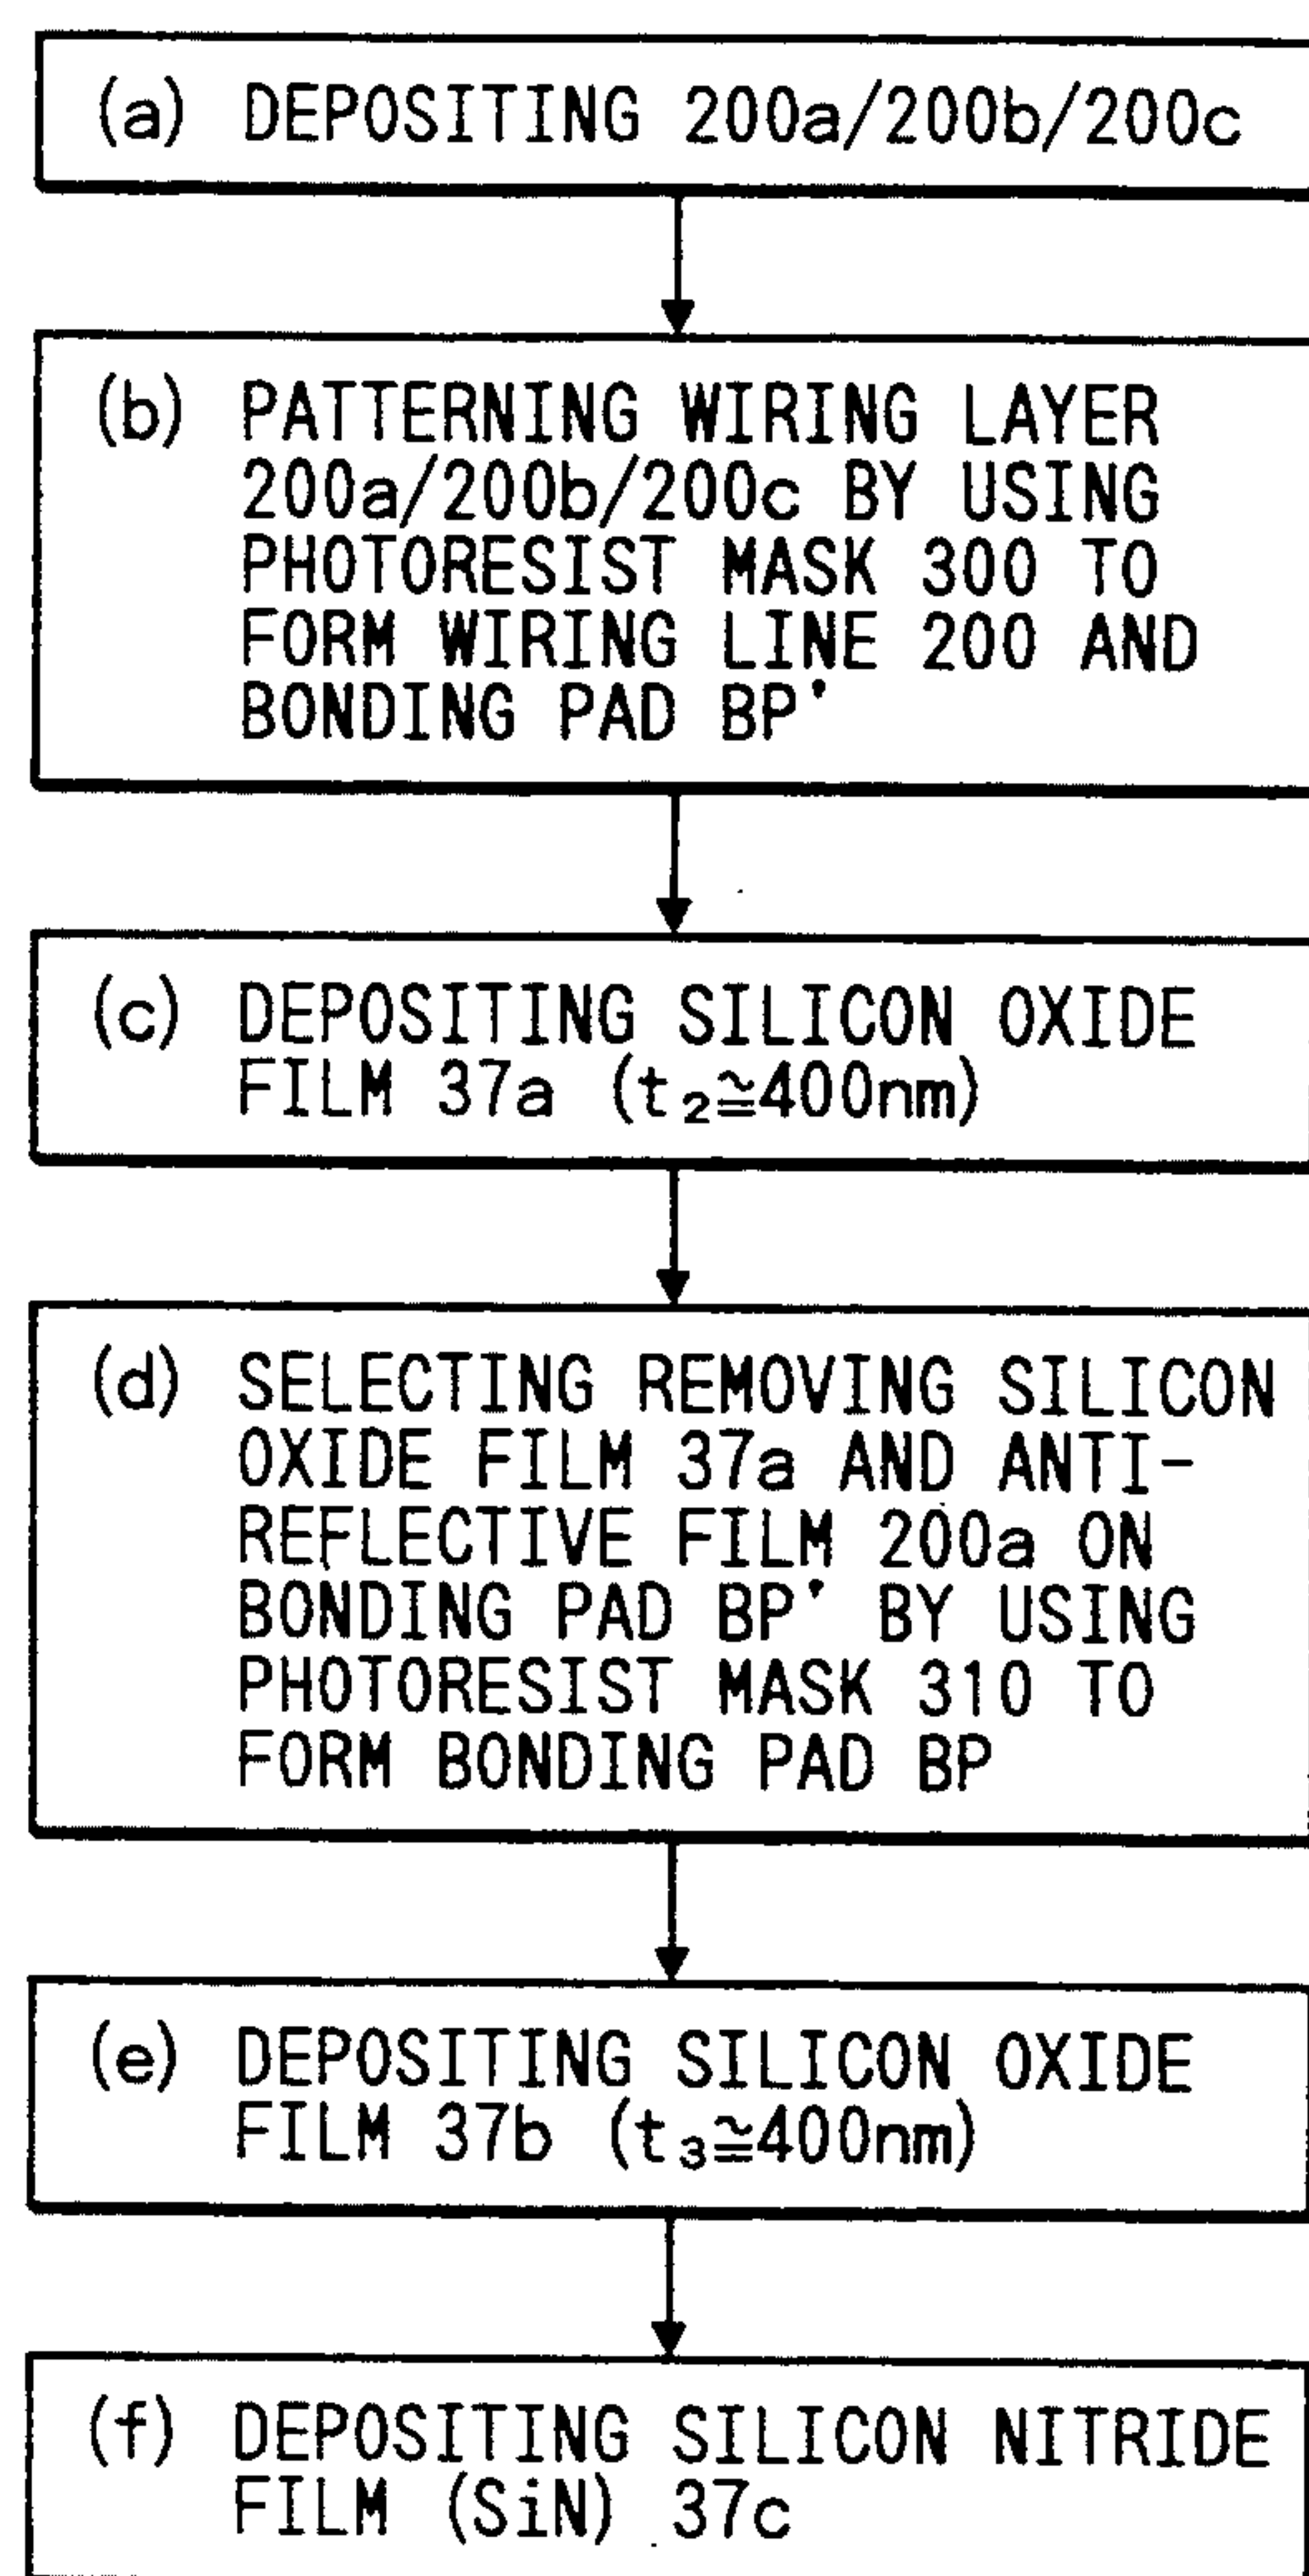 (a) DEPOSITING 200a/200b/200c
(b) PATTERNING WIRING LAYER
200a/200b/200c BY USING
PHOTORESIST MASK 300 TO
FORM WIRING LINE 200 AND
BONDING PAD BP'
(c) DEPOSITING SILICON OXIDE
FILM 37a (t₂≅400nm)
(d) SELECTING REMOVING SILICON
OXIDE FILM 37a AND ANTI-
REFLECTIVE FILM 200a ON
BONDING PAD BP' BY USING
PHOTORESIST MASK 310 TO
FORM BONDING PAD BP
(e) DEPOSITING SILICON OXIDE
FILM 37b (t₃≅400nm)
(f) DEPOSITING SILICON NITRIDE
FILM (SiN) 37c